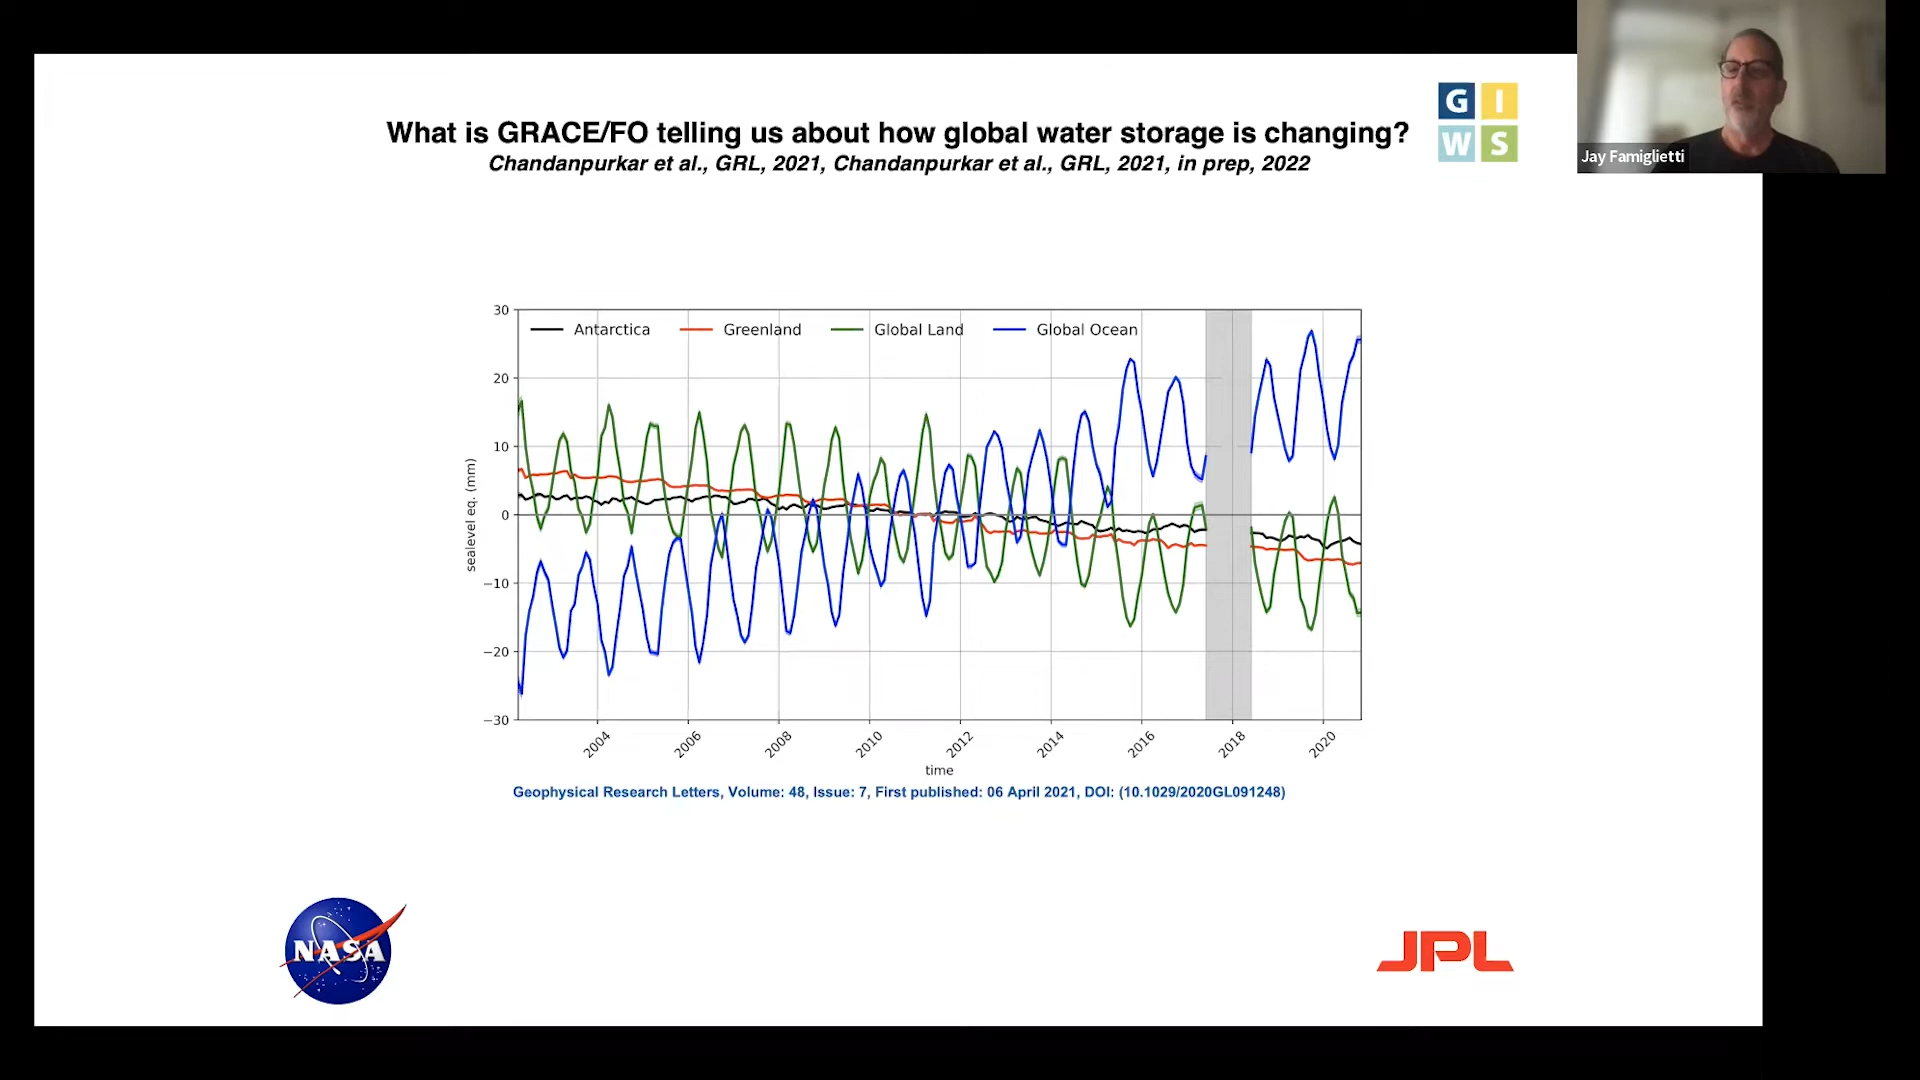 What is GRACE/FO telling us about how global water storage is changing?
Chandanpurkar et al., GRL, 2021, Chandanpurkar et al., GRL, 2021, in prep, 2022
G I
W S
Jay Famiglietti
Antarctica Greenland Global Land Global Ocean
30
20
10
0
−10
−20
−30
sealevel eq. (mm)
2004 2006 2008 2010 2012 2014 2016 2018 2020
time
Geophysical Research Letters, Volume: 48, Issue: 7, First published: 06 April 2021, DOI: (10.1029/2020GL091248)
NASA
JPL